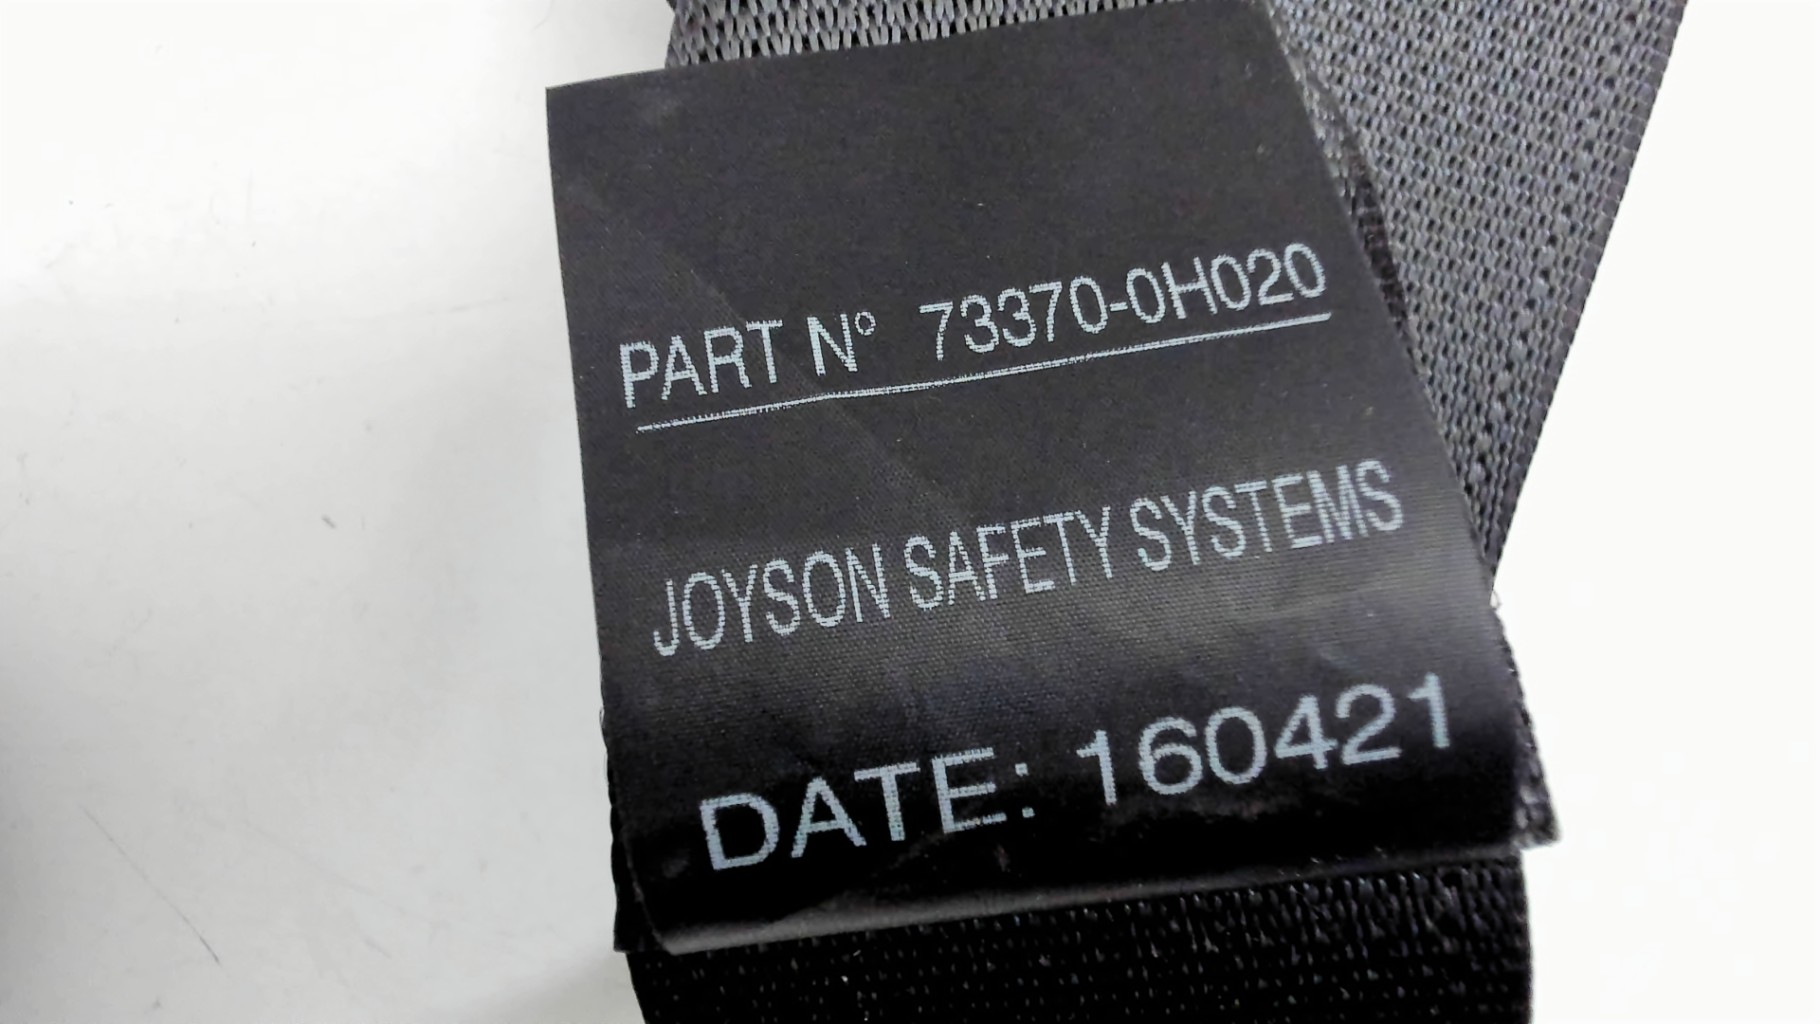 PART N° 73370-0H020
JOYSON SAFETY SYSTEMS
DATE: 160421